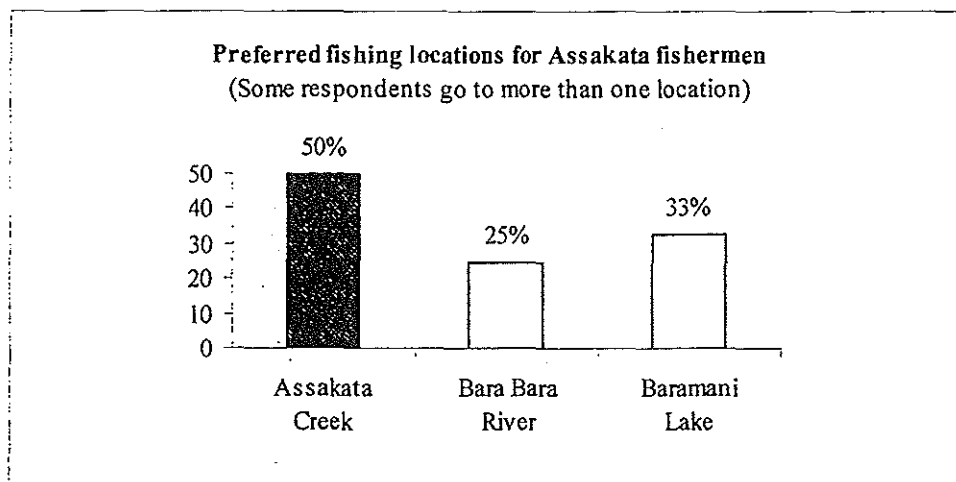 Preferred fishing locations for Assakata fishermen
(Some respondents go to more than one location)
50%
25%
33%
50
40
30
20
10
0
Assakata
Creek
Bara Bara
River
Baramani
Lake